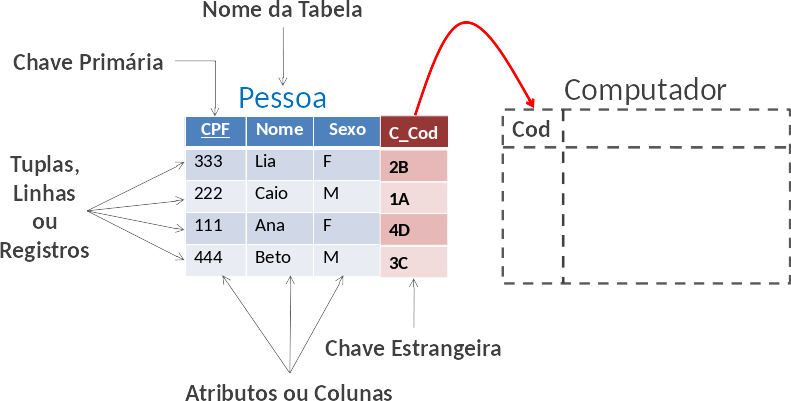 Nome da Tabela
Chave Primária
Pessoa
Computador
CPF Nome Sexo C_Cod
Cod
333 Lia F 2B
222 Caio M 1A
111 Ana F 4D
444 Beto M 3C
Tuplas,
Linhas
ou
Registros
Chave Estrangeira
Atributos ou Colunas